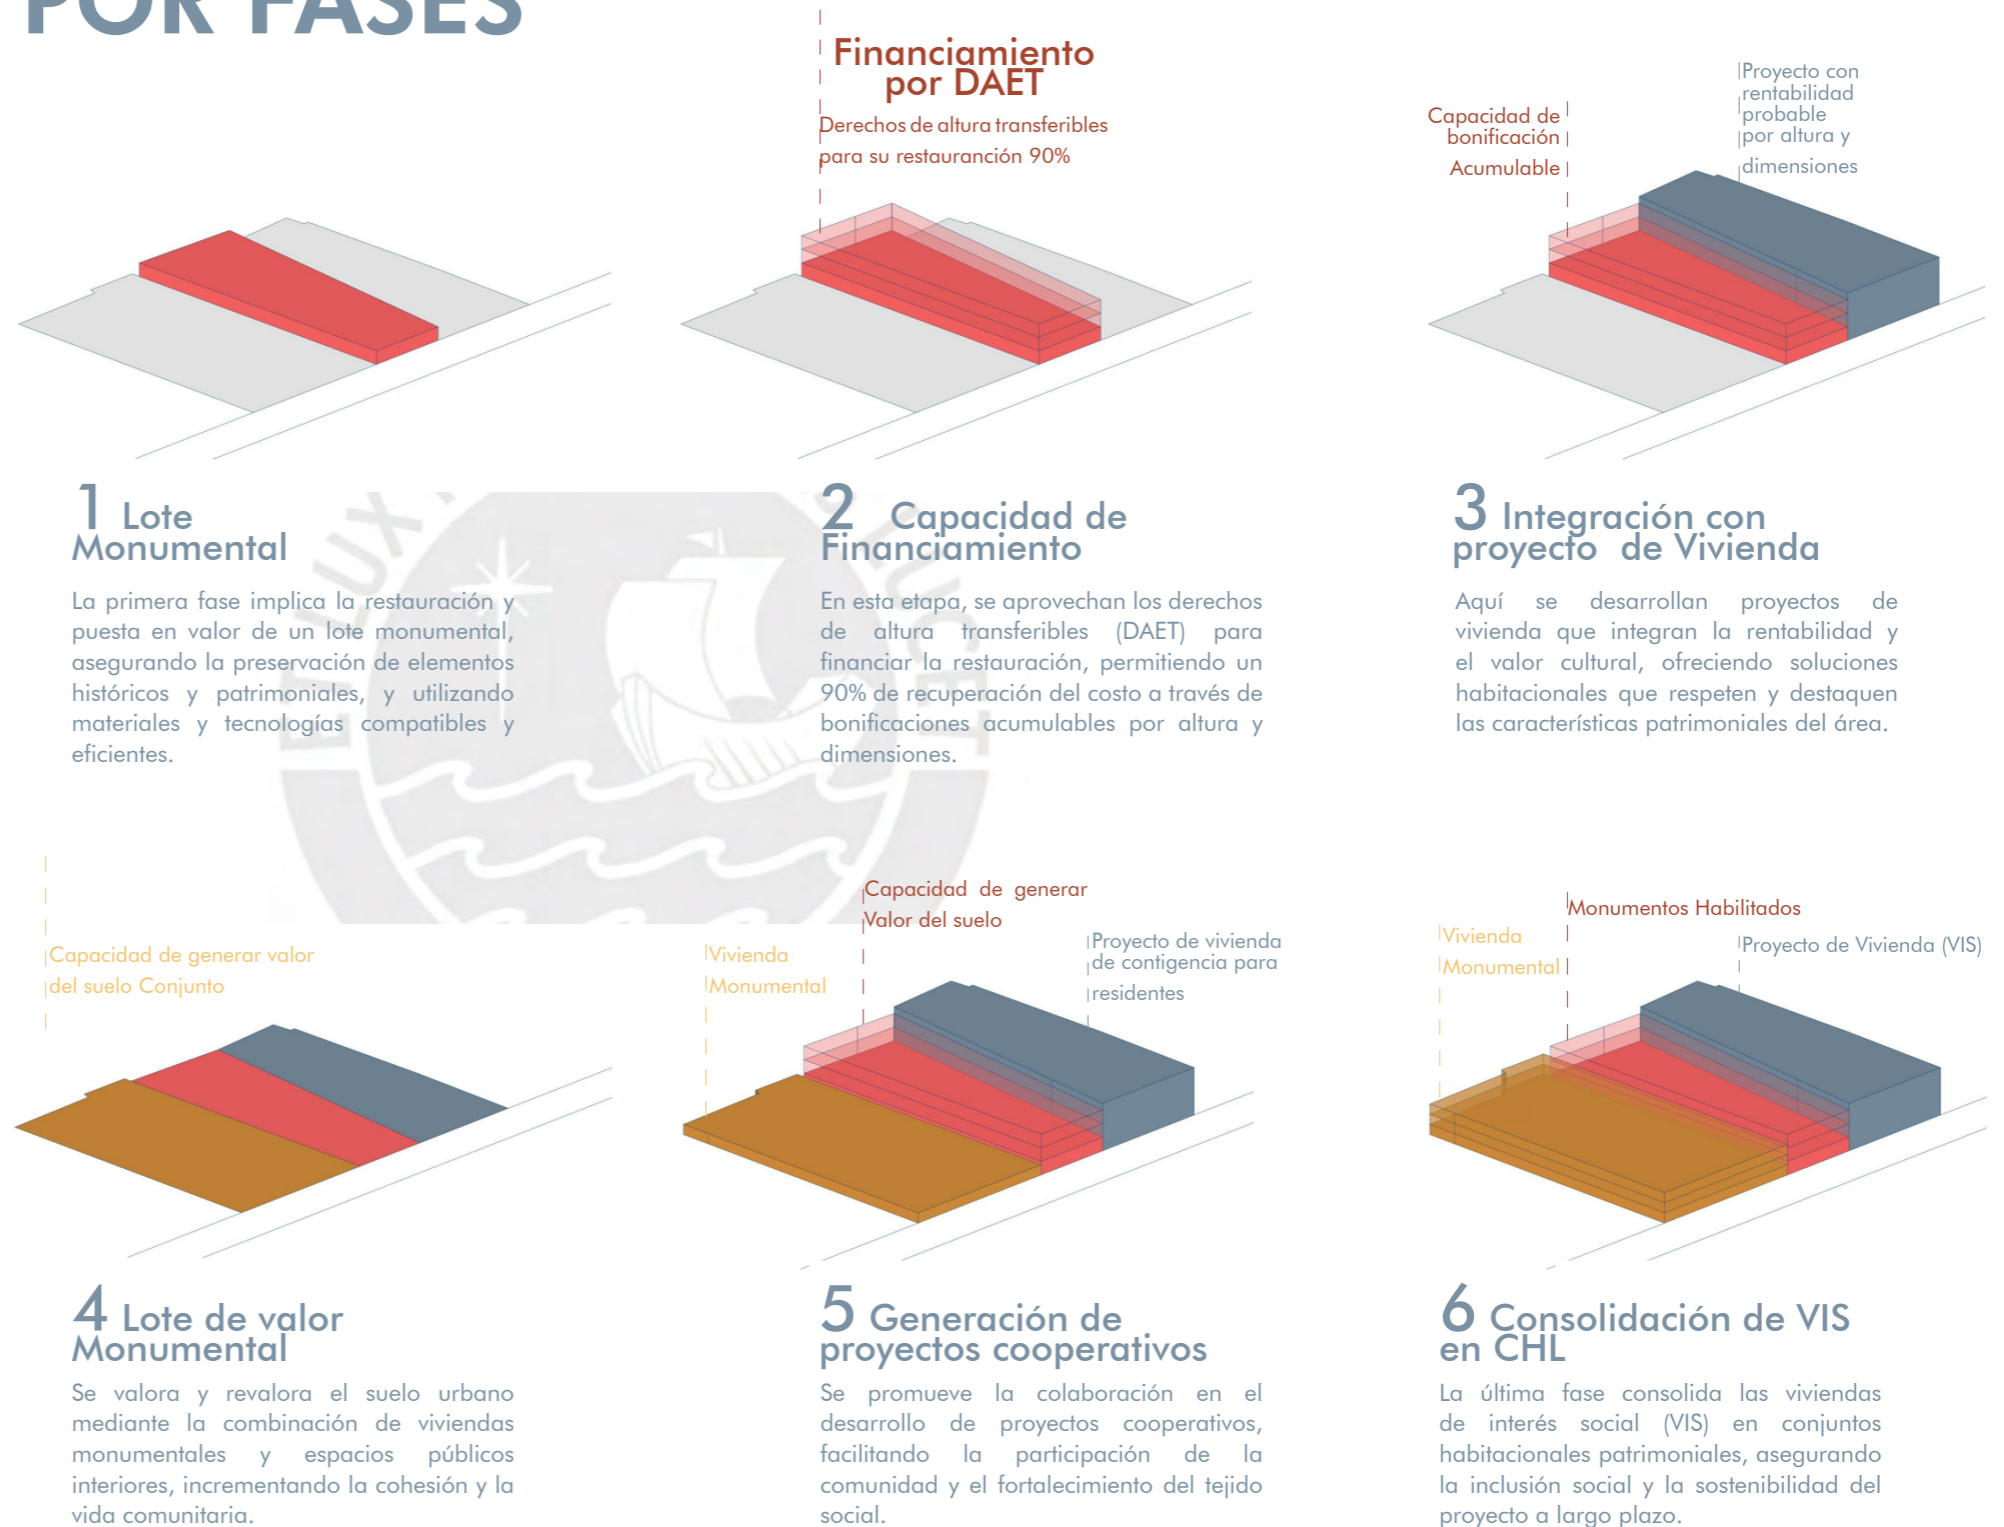 POR FASES
Financiamiento
por DAET
Derechos de altura transferibles
para su restauranción 90%
Capacidad de
bonificación
Acumulable
Proyecto con
rentabilidad
probable
por altura y
dimensiones
1 Lote
Monumental
La primera fase implica la restauración y
puesta en valor de un lote monumental,
asegurando la preservación de elementos
históricos y patrimoniales, y utilizando
materiales y tecnologías compatibles y
eficientes.
2 Capacidad de
Financiamiento
En esta etapa, se aprovechan los derechos
de altura transferibles (DAET) para
financiar la restauración, permitiendo un
90% de recuperación del costo a través de
bonificaciones acumulables por altura y
dimensiones.
3 Integración con
proyecto de Vivienda
Aquí se desarrollan proyectos de
vivienda que integran la rentabilidad y
el valor cultural, ofreciendo soluciones
habitacionales que respeten y destaquen
las características patrimoniales del área.
ET LUX
LUCET
Capacidad de generar valor
del suelo Conjunto
Vivienda
Monumental
Capacidad de generar
Valor del suelo
Proyecto de vivienda
de contigencia para
residentes
Vivienda
Monumental
Monumentos Habilitados
Proyecto de Vivienda (VIS)
4 Lote de valor
Monumental
Se valora y revalora el suelo urbano
mediante la combinación de viviendas
monumentales y espacios públicos
interiores, incrementando la cohesión y la
vida comunitaria.
5 Generación de
proyectos cooperativos
Se promueve la colaboración en el
desarrollo de proyectos cooperativos,
facilitando la participación de la
comunidad y el fortalecimiento del tejido
social.
6 Consolidación de VIS
en CHL
La última fase consolida las viviendas
de interés social (VIS) en conjuntos
habitacionales patrimoniales, asegurando
la inclusión social y la sostenibilidad del
proyecto a largo plazo.